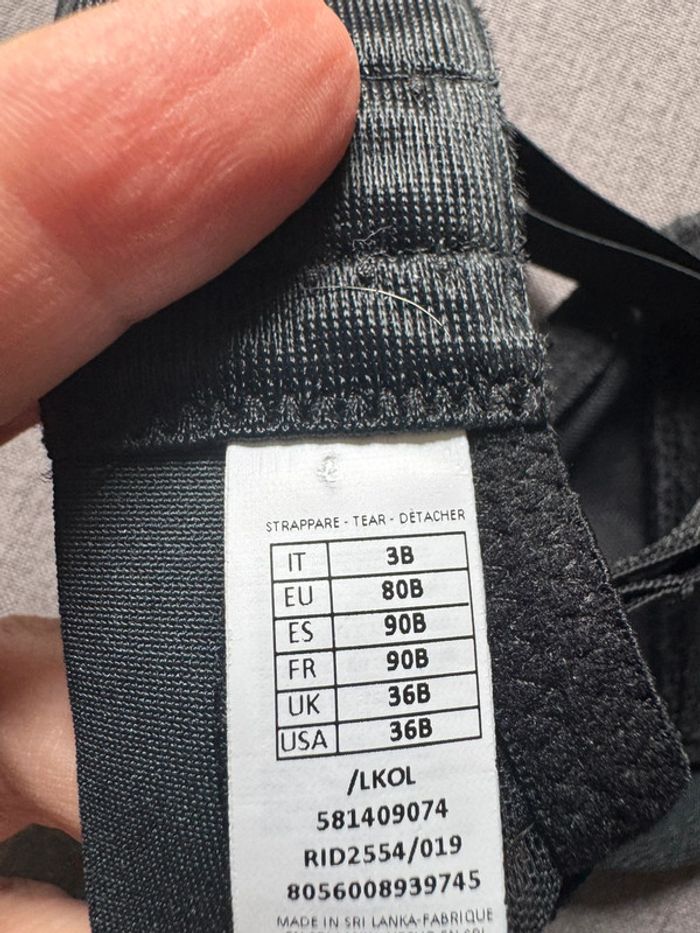 STRAPPARE - TEAR - DÉTACHER
IT 3B
EU 80B
ES 90B
FR 90B
UK 36B
USA 36B
/LKOL
581409074
RID2554/019
8056008939745
MADE IN SRI LANKA-FABRIQUÉ